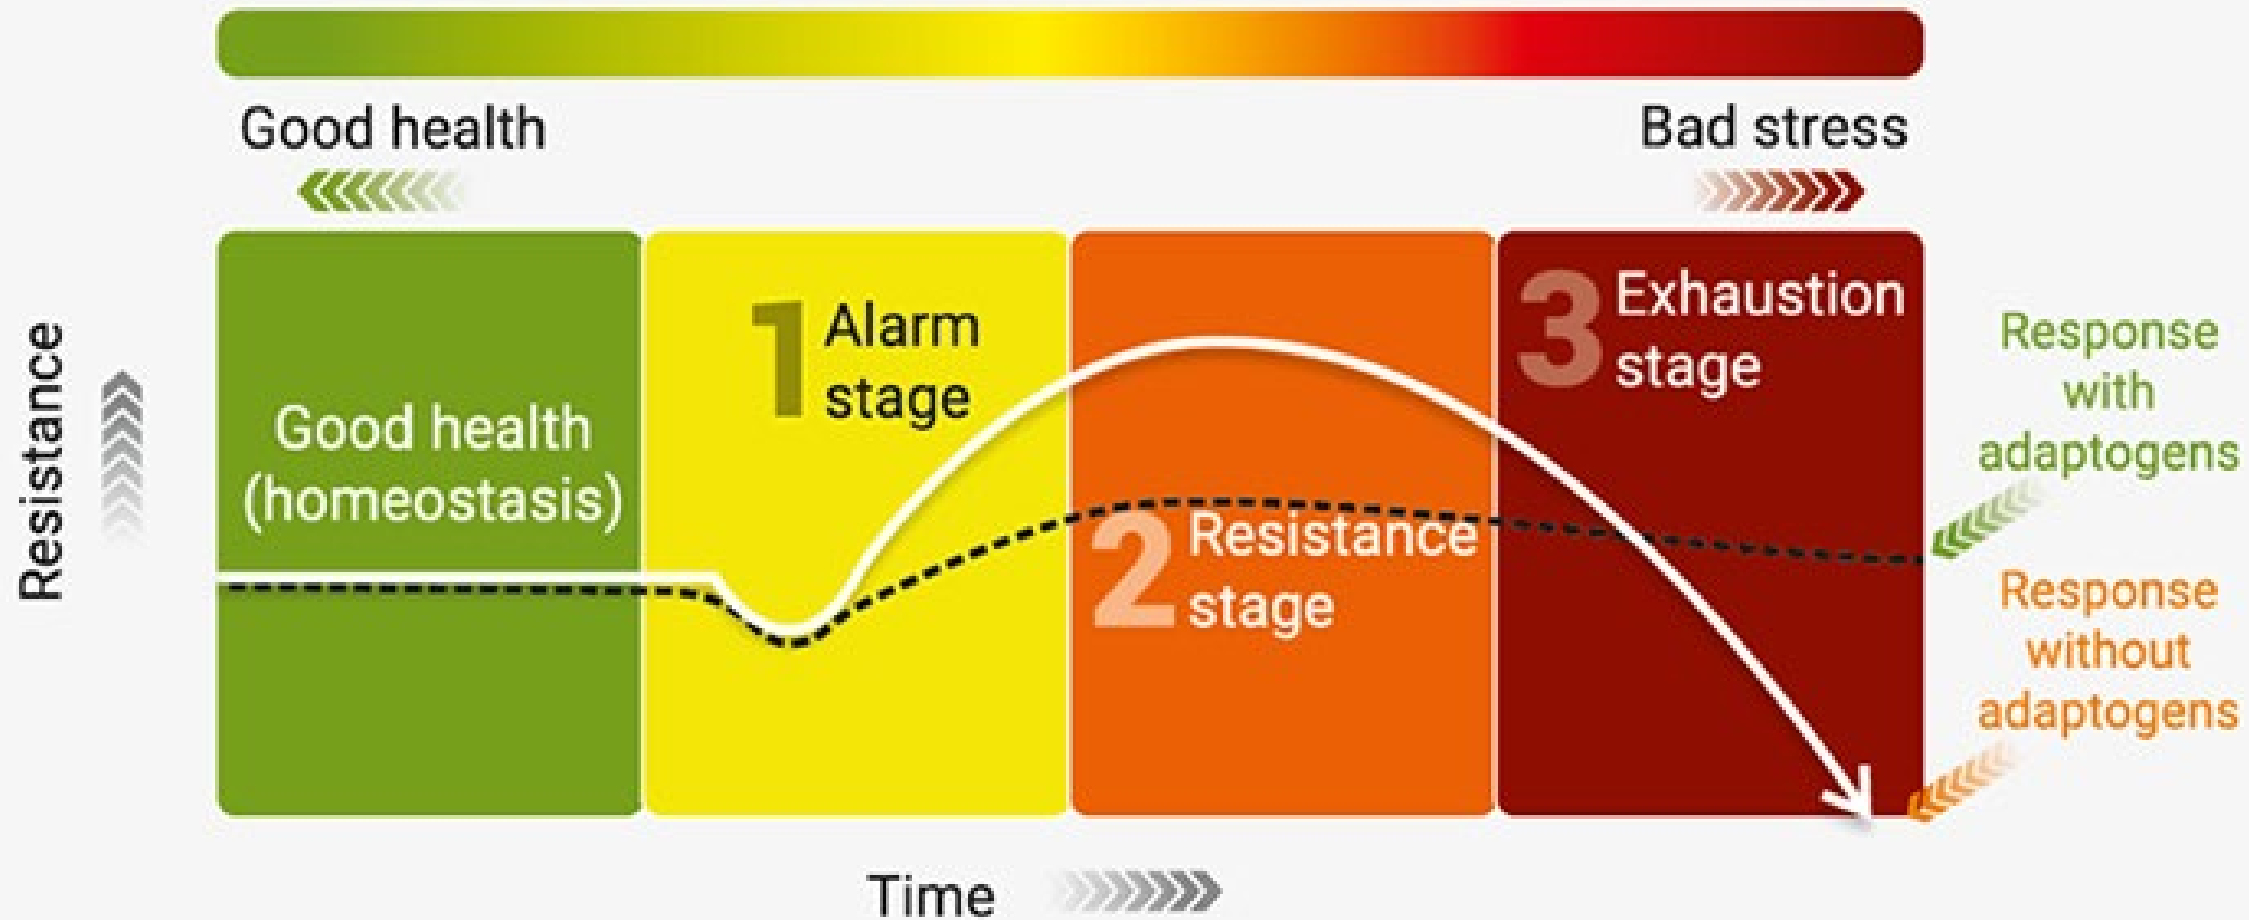 Good health
Bad stress
Resistance
Good health
(homeostasis)
1 Alarm
stage
2 Resistance
stage
3 Exhaustion
stage
Response
with
adaptogens
Response
without
adaptogens
Time